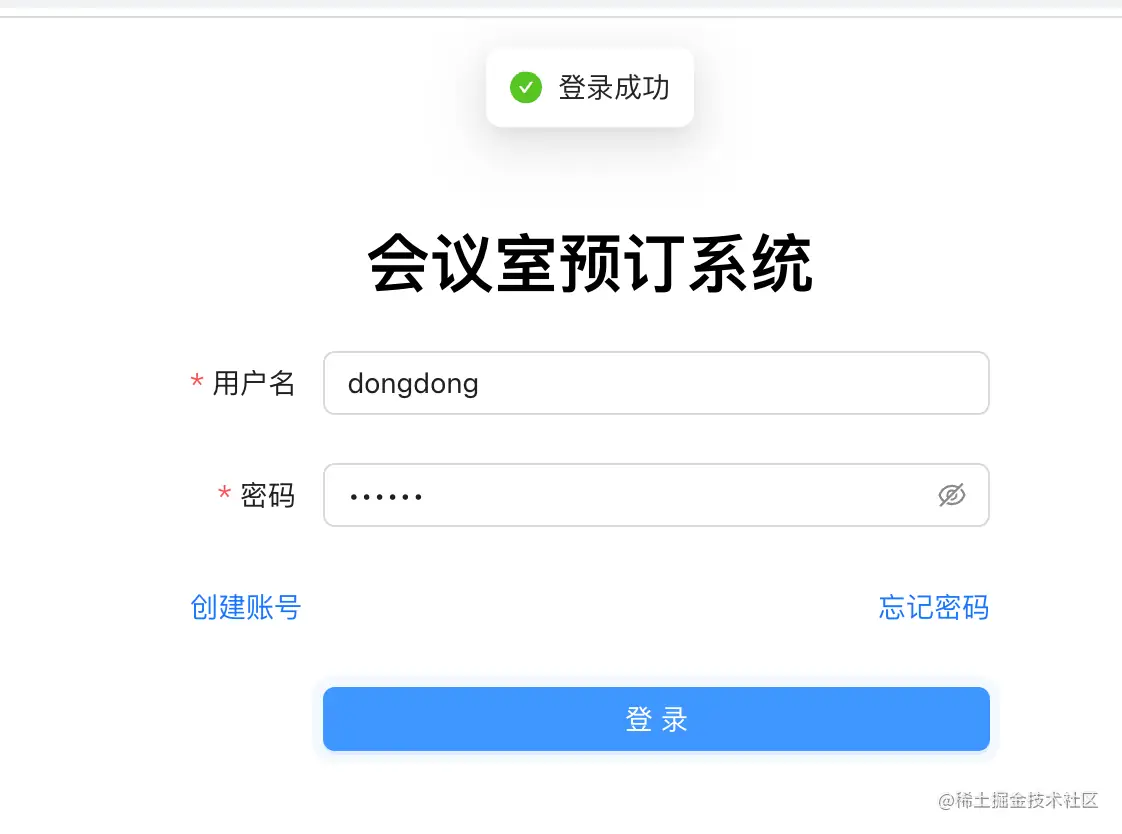 登录成功
会议室预订系统
* 用户名 dongdong
* 密码 ••••••
创建账号 忘记密码
登 录
@稀土掘金技术社区